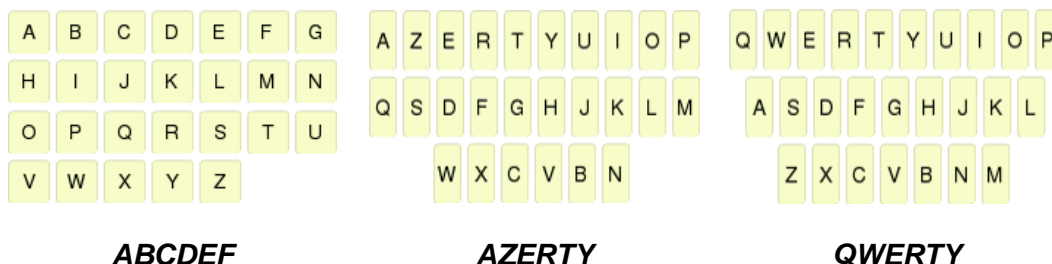 A B C D E F G
H I J K L M N
O P Q R S T U
V W X Y Z
ABCDEF
A Z E R T Y U I O P
Q S D F G H J K L M
W X C V B N
AZERTY
Q W E R T Y U I O P
A S D F G H J K L
Z X C V B N M
QWERTY